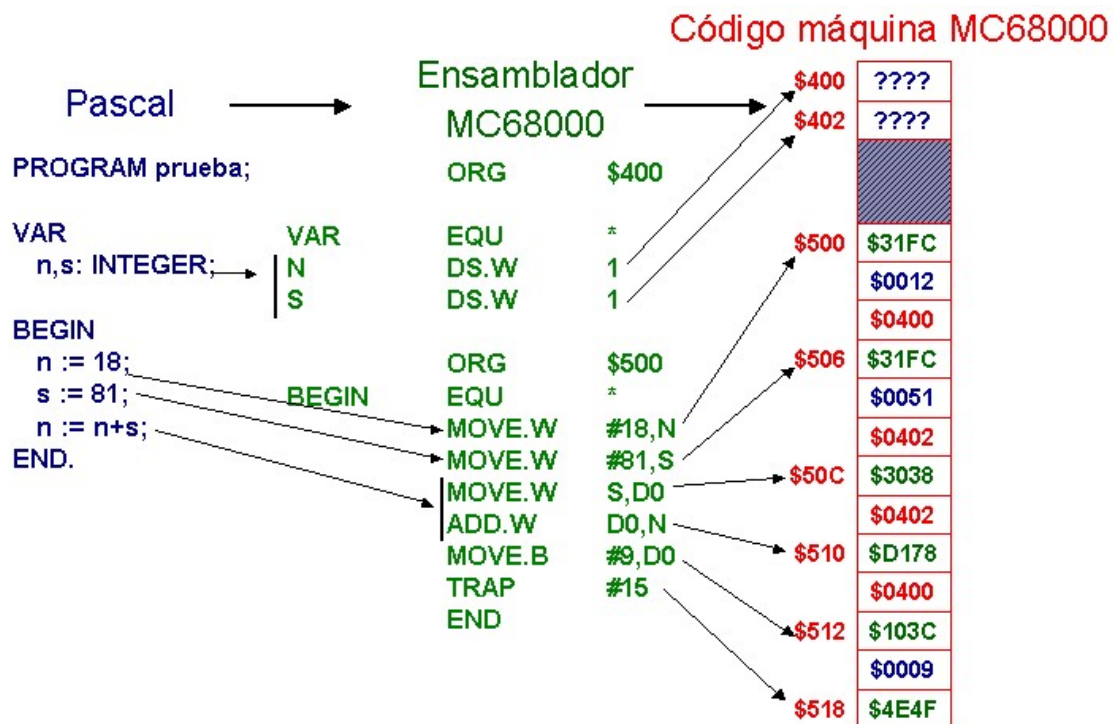 Código máquina MC68000
Pascal
Ensamblador
MC68000
PROGRAM prueba;
VAR
n,s: INTEGER;
BEGIN
n := 18;
s := 81;
n := n+s;
END.
ORG $400
VAR EQU *
N DS.W 1
S DS.W 1
ORG $500
BEGIN EQU *
MOVE.W #18,N
MOVE.W #81,S
MOVE.W S,D0
ADD.W D0,N
MOVE.B #9,D0
TRAP #15
END
$400 ????
$402 ????
$500 $31FC
$0012
$0400
$506 $31FC
$0051
$0402
$50C $3038
$0402
$510 $D178
$0400
$512 $103C
$0009
$518 $4E4F